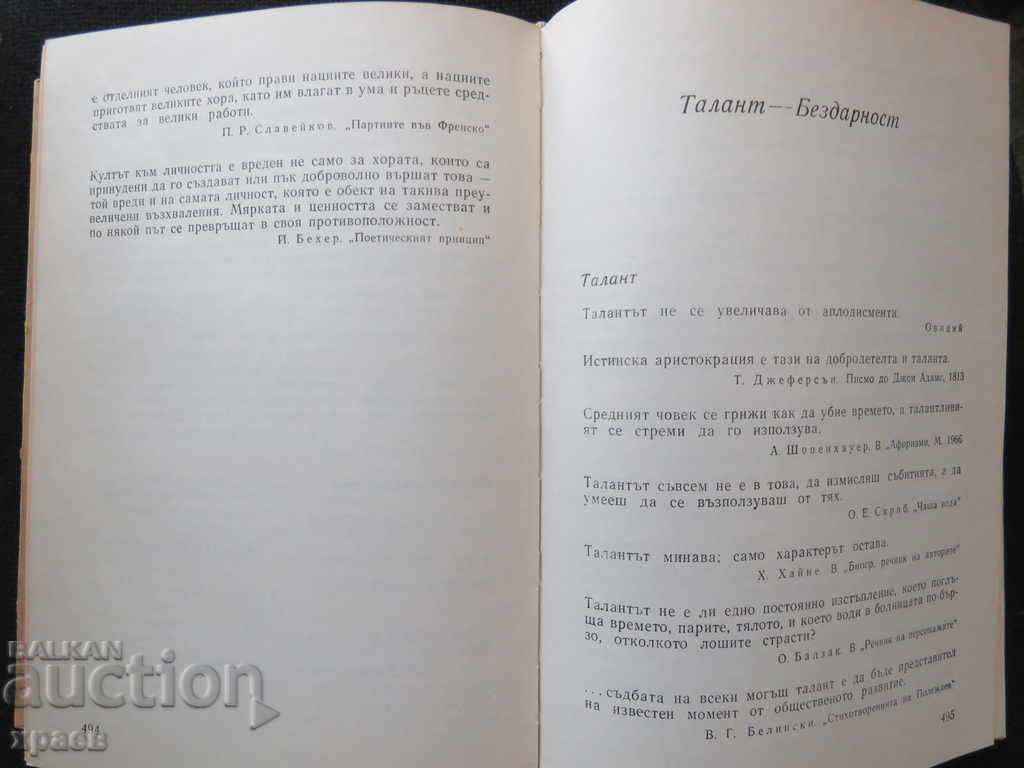 е отделният человек, който прави нациите велики, а нациите
приготвят великите хора, като им влагат в ума и ръцете сред-
ствата за велики работи.
П. Р. Славейков. „Партиите във Френско“
Култът към личността е вреден не само за хората, които са
принудени да го създават или пък доброволно вършат това —
той вреди и на самата личност, която е обект на такива преу-
величени възхваления. Мярката и ценността се заместват и
по някой път се превръщат в своя противоположност.
Й. Бехер. „Поетическият принцип“
494
Талант — Бездарност
Талант
Талантът не се увеличава от аплодисмента.
Овидий
Истинска аристокрация е тази на добродетелта и таланта.
Т. Джеферсън. Писмо до Джон Адамс, 1813
Средният човек се грижи как да убие времето, а талантливи-
ят се стреми да го използува.
А. Шопенхауер. В „Афоризми, М. 1966
Талантът съвсем не е в това, да измисляш събитията, а да
умееш да се възползуваш от тях.
О. Е. Скриб. „Чаша вода“
Талантът минава; само характерът остава.
Х. Хайне. В „Биогр. речник на авторите“
Талантът не е ли едно постоянно изстъпление, което поглъ-
ща времето, парите, тялото, и което води в болницата по-бър-
зо, отколкото лошите страсти?
О. Балзак. В „Речник на персонажите“
...съдбата на всеки могъщ талант е да бъде представител
на известен момент от общественото развитие.
В. Г. Белински. „Стихотворенията на Полежаев“
495
BALKAN
auction
храев